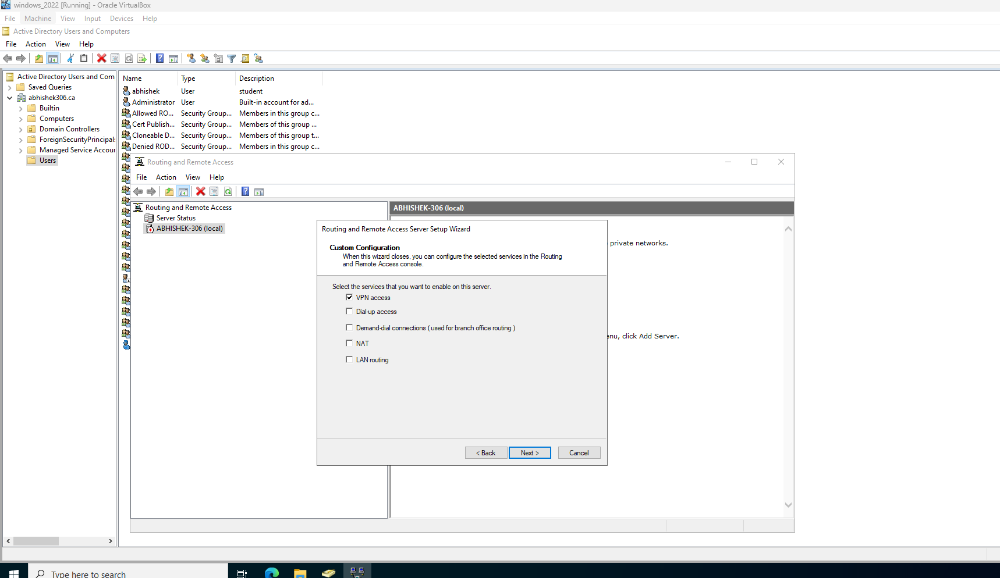 windows_2022 [Running] - Oracle VirtualBox
File Machine View Input Devices Help
Active Directory Users and Computers
File Action View Help
Active Directory Users and Com
Saved Queries
abhishek306.ca
Builtin
Computers
Domain Controllers
ForeignSecurityPrincipals
Managed Service Accour
Users
Name Type Description
abhishek User student
Administrator User Built-in account for ad...
Allowed RO... Security Group... Members in this group c...
Cert Publish... Security Group... Members of this group ...
Cloneable D... Security Group... Members of this group t...
Denied ROD... Security Group... Members in this group c...
Routing and Remote Access
File Action View Help
Routing and Remote Access
Server Status
ABHISHEK-306 (local)
ABHISHEK-306 (local)
private networks.
enu, click Add Server.
Routing and Remote Access Server Setup Wizard
Custom Configuration
When this wizard closes, you can configure the selected services in the Routing
and Remote Access console.
Select the services that you want to enable on this server.
VPN access
Dial-up access
Demand-dial connections ( used for branch office routing )
NAT
LAN routing
< Back Next > Cancel
Type here to search